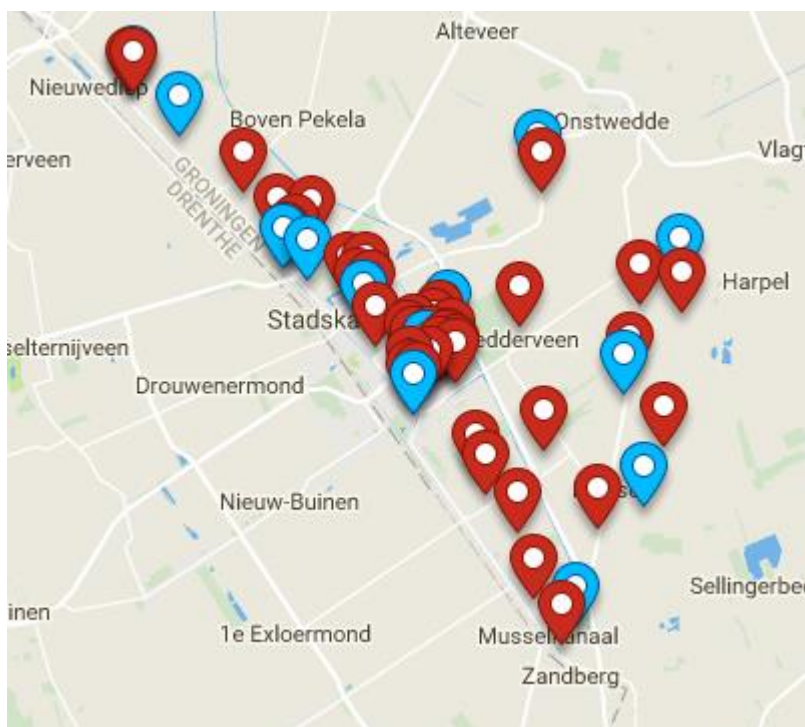 Alteveer
Nieuwediep
Boven Pekela
Onstwedde
erveen
Vlagt
GRONINGEN
DRENTHE
Harpel
Stadska
edderveen
selternijveen
Drouwenermond
Nieuw-Buinen
Sellingerbe
inen
1e Exloermond
Musselkanaal
Zandberg